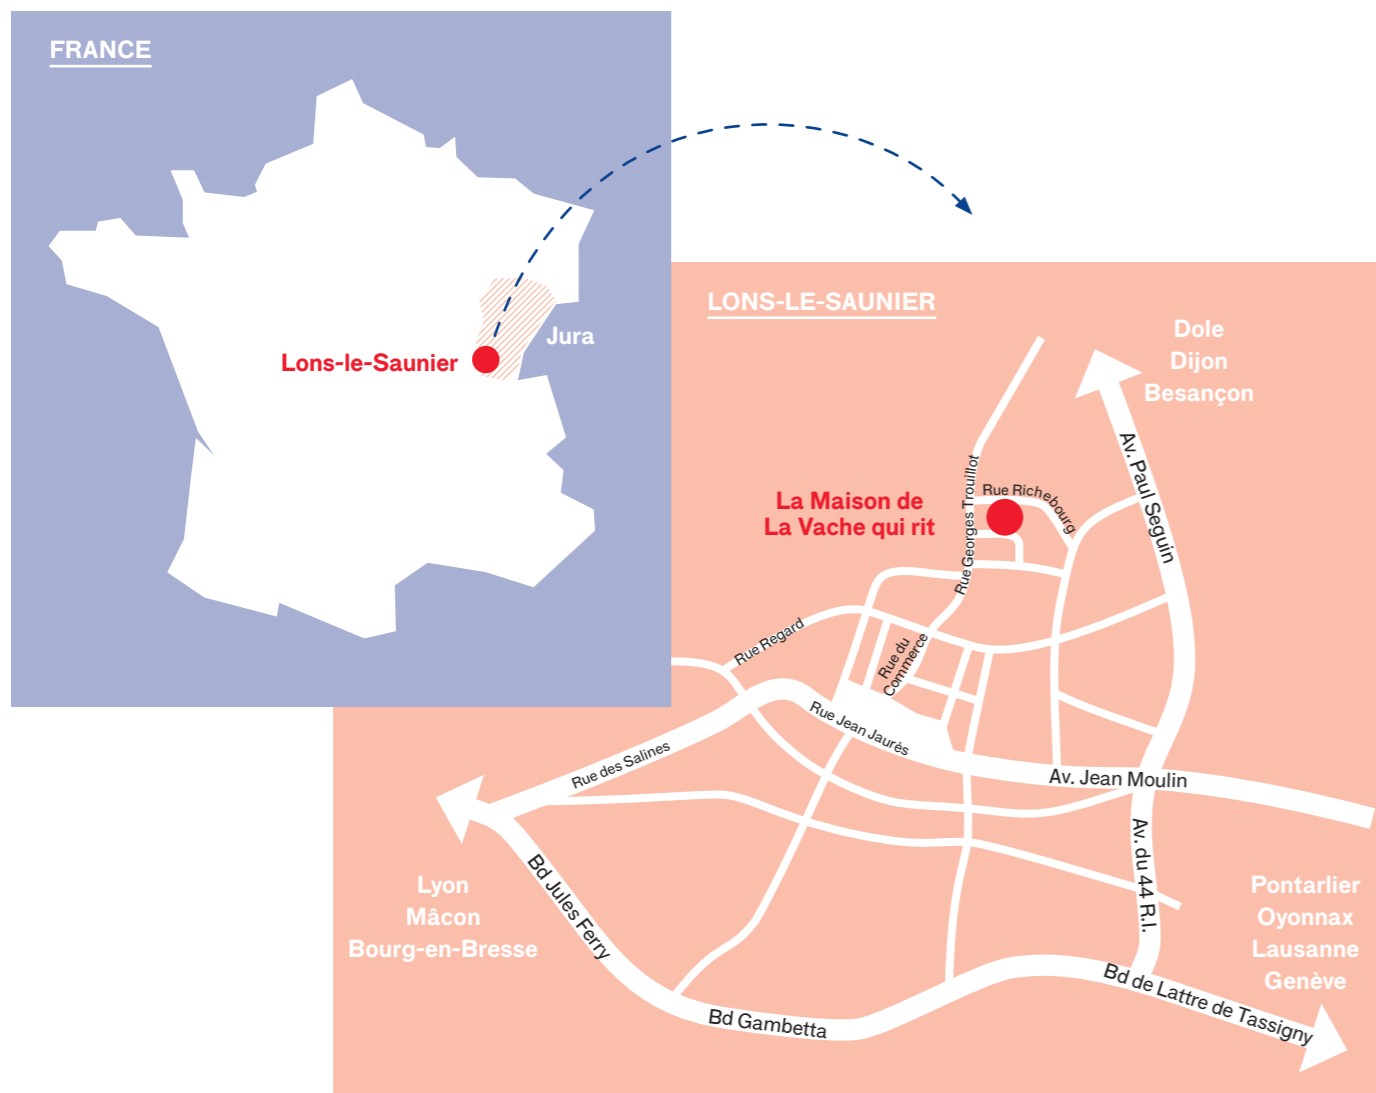 FRANCE
Jura
Lons-le-Saunier
LONS-LE-SAUNIER
Dole
Dijon
Besançon
Av. Paul Seguin
La Maison de
La Vache qui rit
Rue Georges Trouillot
Rue Richebourg
Rue Regard
Rue du
Commerce
Rue Jean Jaurès
Rue des Salines
Av. Jean Moulin
Av. du 44 R.I.
Lyon
Mâcon
Bourg-en-Bresse
Bd Jules Ferry
Pontarlier
Oyonnax
Lausanne
Genève
Bd Gambetta
Bd de Lattre de Tassigny